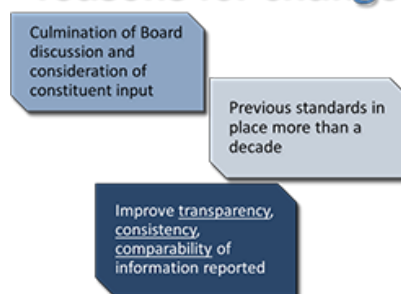 Culmination of Board
discussion and
consideration of
constituent input
Previous standards in
place more than a
decade
Improve transparency,
consistency,
comparability of
information reported